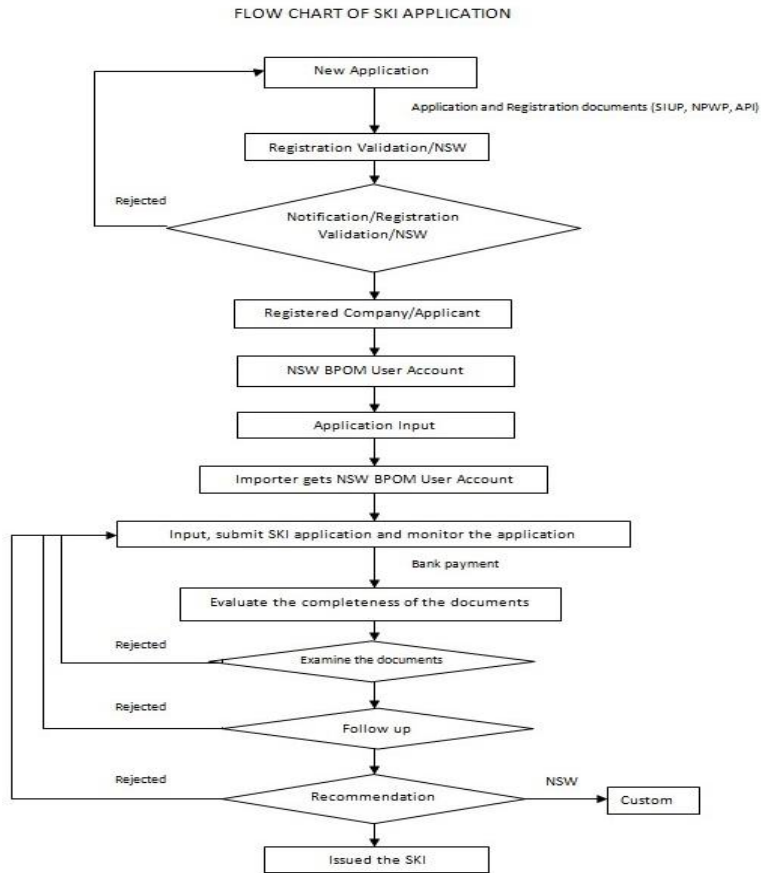 FLOW CHART OF SKI APPLICATION
New Application
Application and Registration documents (SIUP, NPWP, API)
Registration Validation/NSW
Rejected
Notification/Registration
Validation/NSW
Registered Company/Applicant
NSW BPOM User Account
Application Input
Importer gets NSW BPOM User Account
Input, submit SKI application and monitor the application
Bank payment
Evaluate the completeness of the documents
Rejected
Examine the documents
Rejected
Follow up
Rejected
Recommendation
NSW
Custom
Issued the SKI